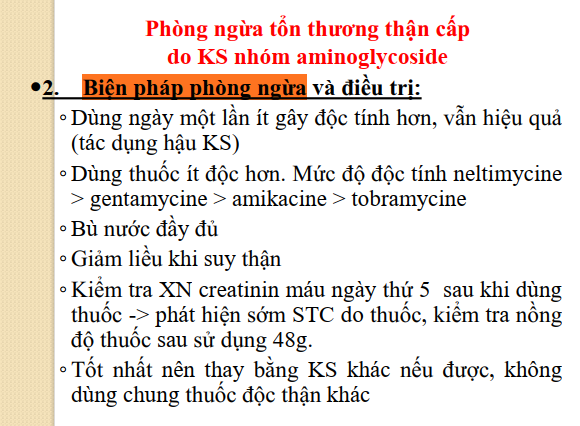 Phòng ngừa tổn thương thận cấp
do KS nhóm aminoglycoside
•2. Biện pháp phòng ngừa và điều trị:
◦Dùng ngày một lần ít gây độc tính hơn, vẫn hiệu quả
(tác dụng hậu KS)
◦Dùng thuốc ít độc hơn. Mức độ độc tính neltimycine
> gentamycine > amikacine > tobramycine
◦Bù nước đầy đủ
◦Giảm liều khi suy thận
◦Kiểm tra XN creatinin máu ngày thứ 5 sau khi dùng
thuốc -> phát hiện sớm STC do thuốc, kiểm tra nồng
độ thuốc sau sử dụng 48g.
◦Tốt nhất nên thay bằng KS khác nếu được, không
dùng chung thuốc độc thận khác